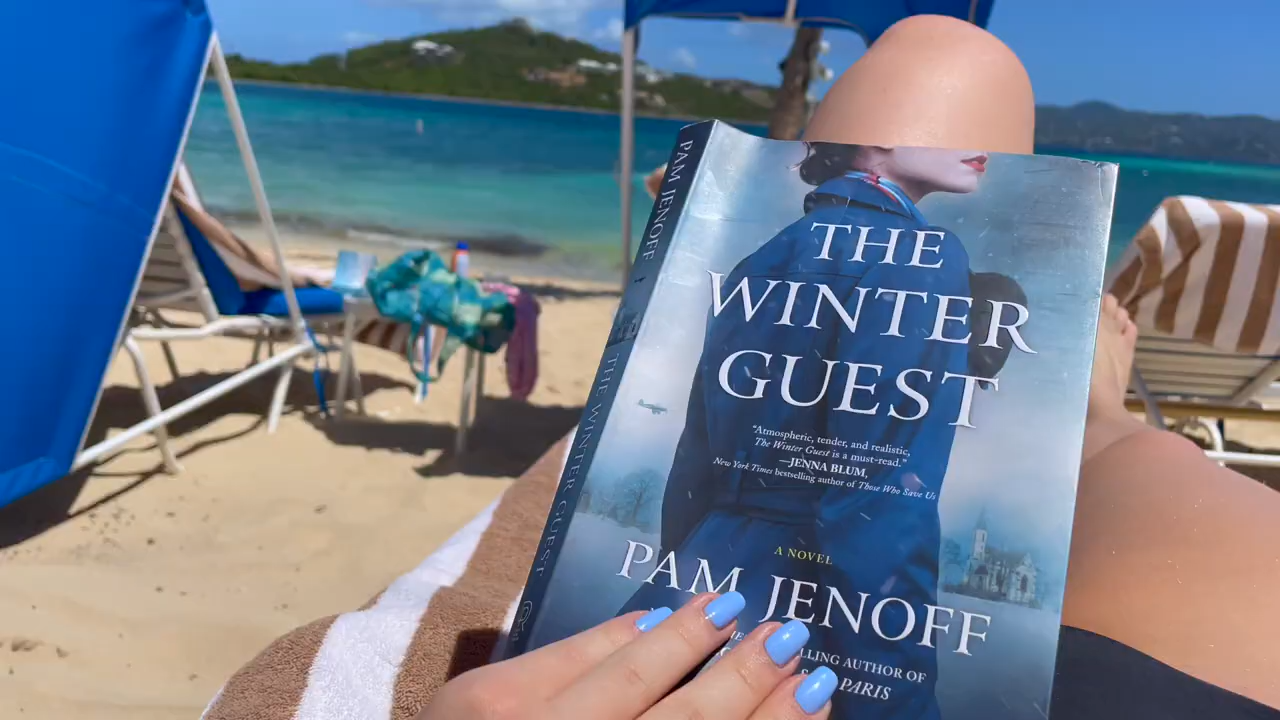 PAM JENOFF
THE WINTER GUEST
THE
WINTER
GUEST
"Atmospheric, tender, and realistic,
The Winter Guest is a must-read."
—JENNA BLUM,
New York Times bestselling author of Those Who Save Us
A NOVEL
PAM JENOFF
LLING AUTHOR OF
PARIS